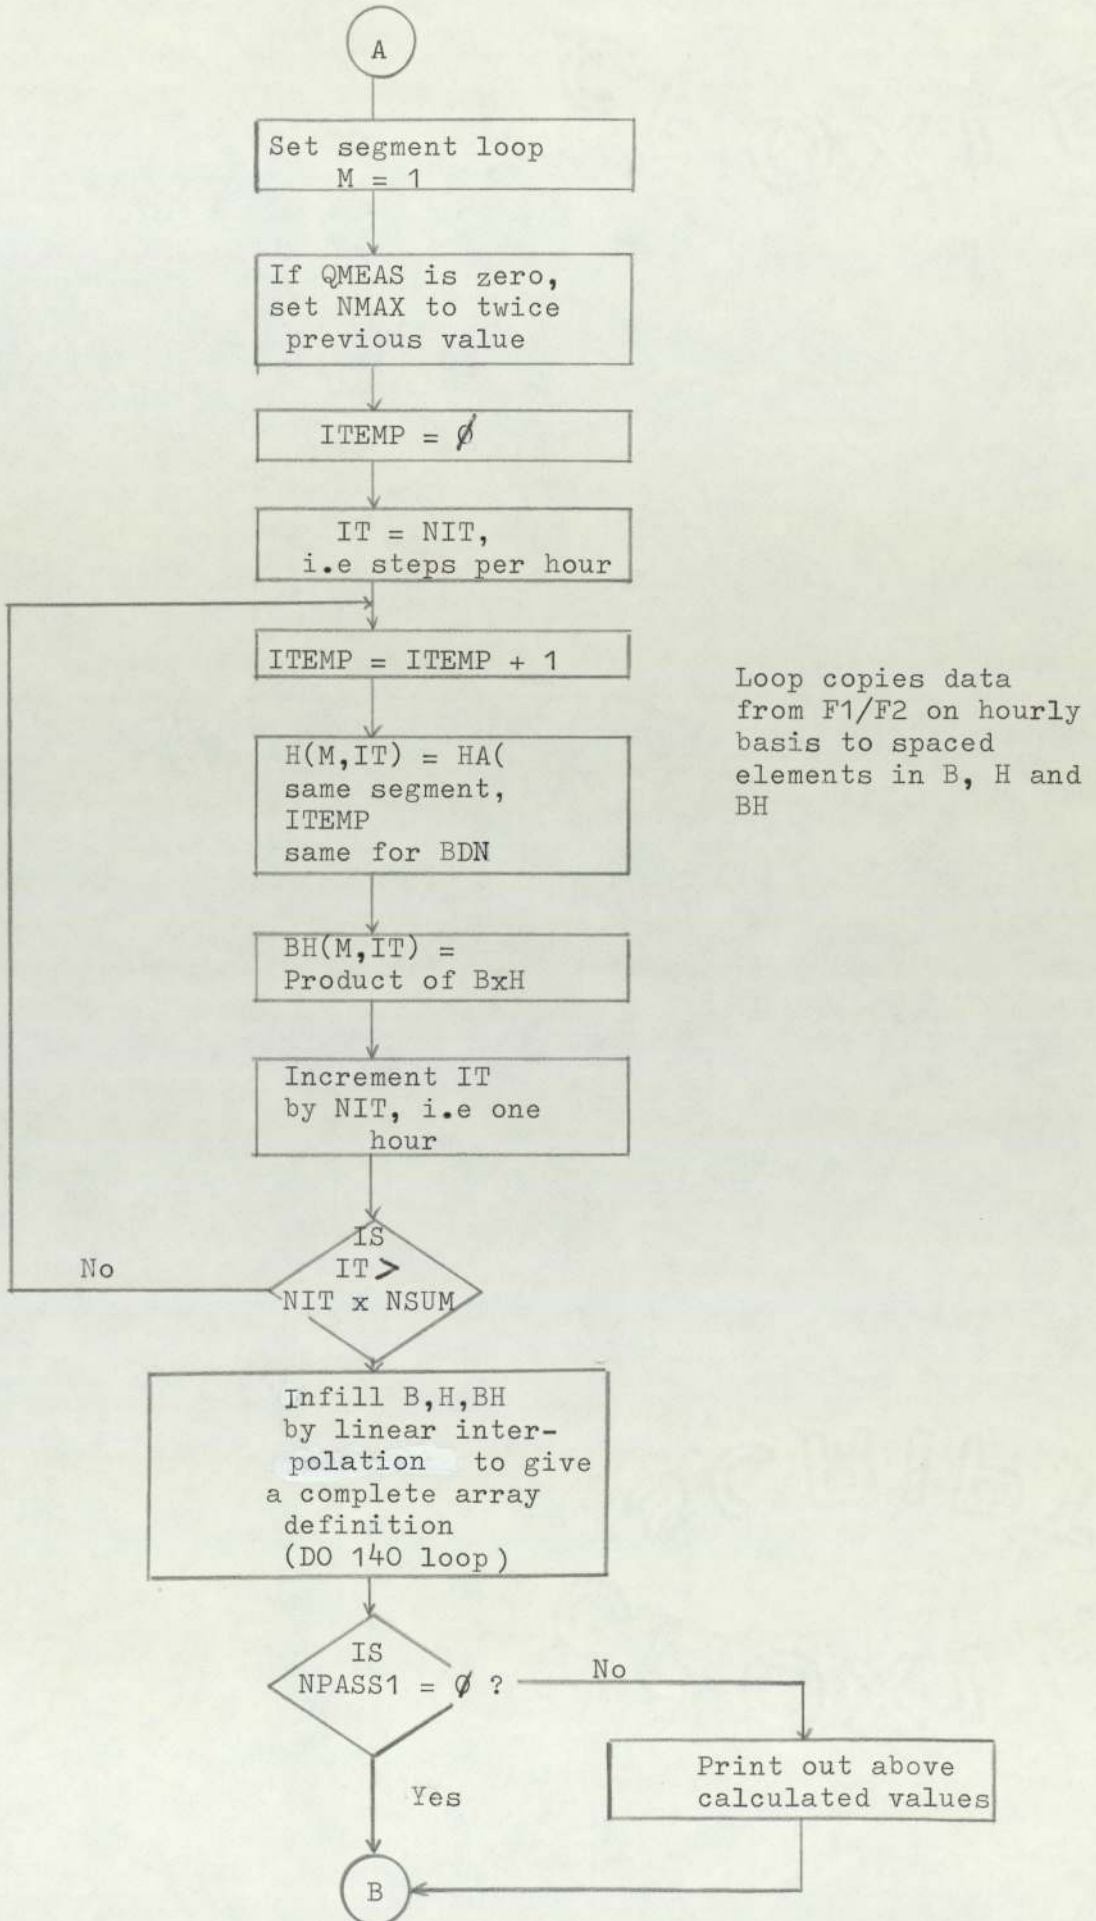 A
Set segment loop
M = 1
If QMEAS is zero,
set NMAX to twice
previous value
ITEMP = Ø
IT = NIT,
i.e steps per hour
ITEMP = ITEMP + 1
Loop copies data
from F1/F2 on hourly
basis to spaced
elements in B, H and
BH
H(M,IT) = HA(
same segment,
ITEMP
same for BDN
BH(M,IT) =
Product of BxH
Increment IT
by NIT, i.e one
hour
IS
IT >
NIT x NSUM
No
Infill B,H,BH
by linear inter-
polation to give
a complete array
definition
(DO 140 loop)
IS
NPASS1 = Ø ?
No
Yes
Print out above
calculated values
B